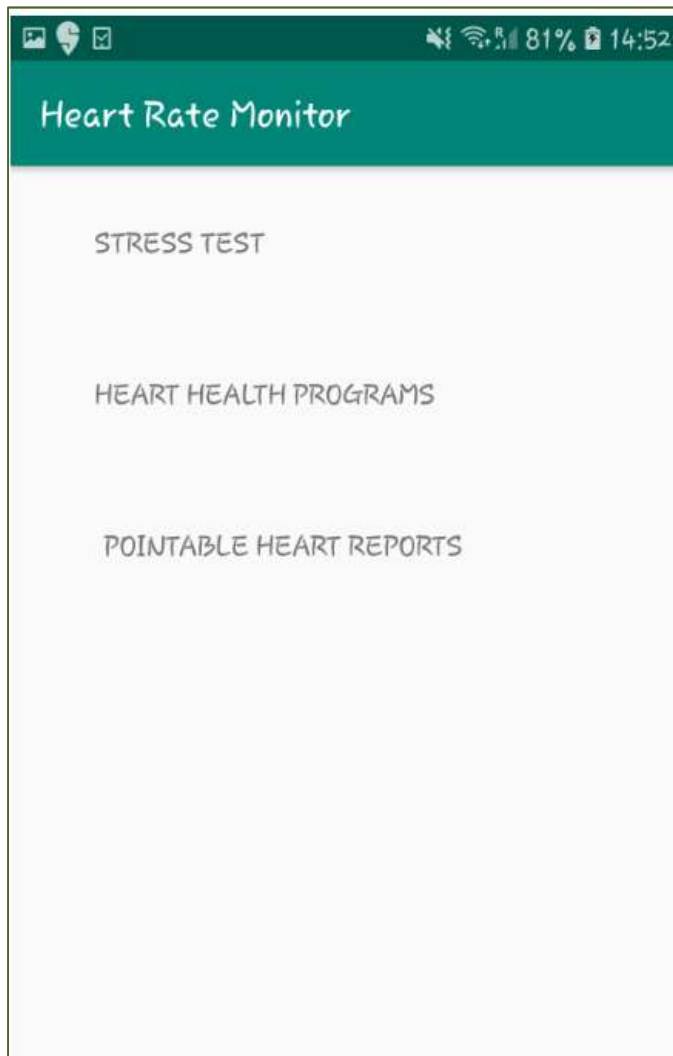 R 81% 14:52
Heart Rate Monitor
STRESS TEST
HEART HEALTH PROGRAMS
POINTABLE HEART REPORTS